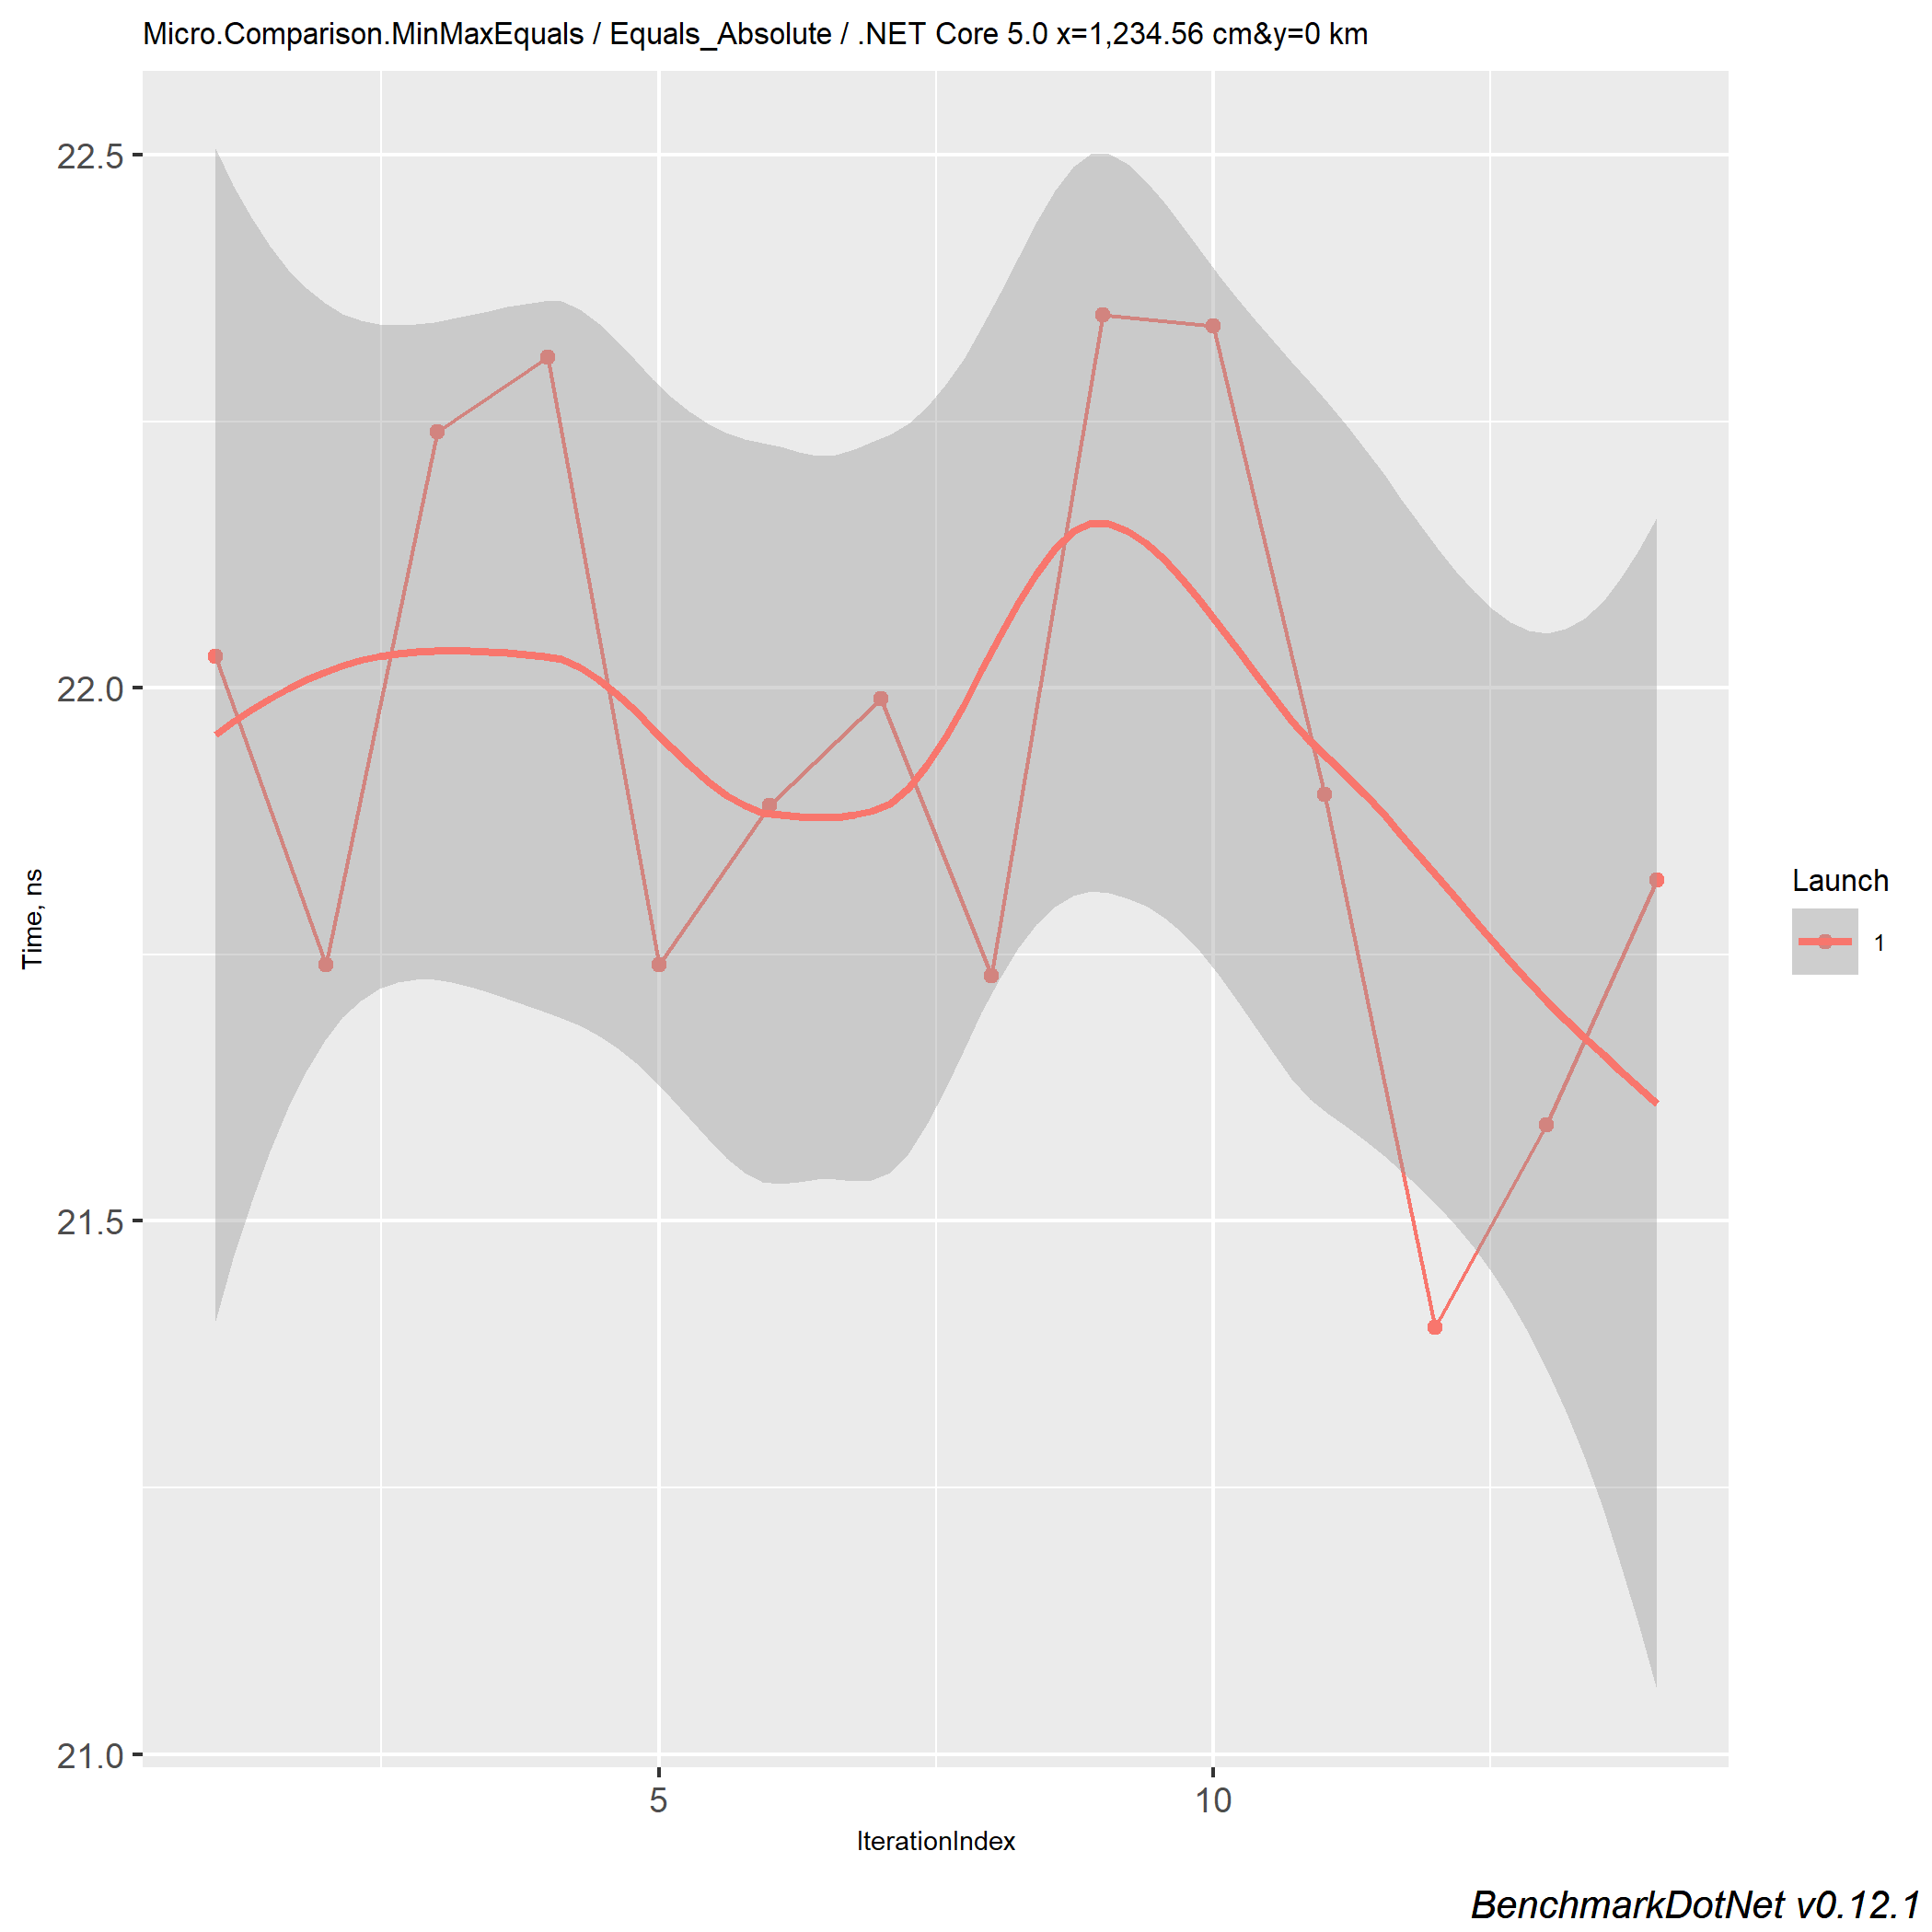 Micro.Comparison.MinMaxEquals / Equals_Absolute / .NET Core 5.0 x=1,234.56 cm&y=0 km
22.5
22.0
21.5
21.0
Time, ns
5
10
IterationIndex
Launch
1
BenchmarkDotNet v0.12.1